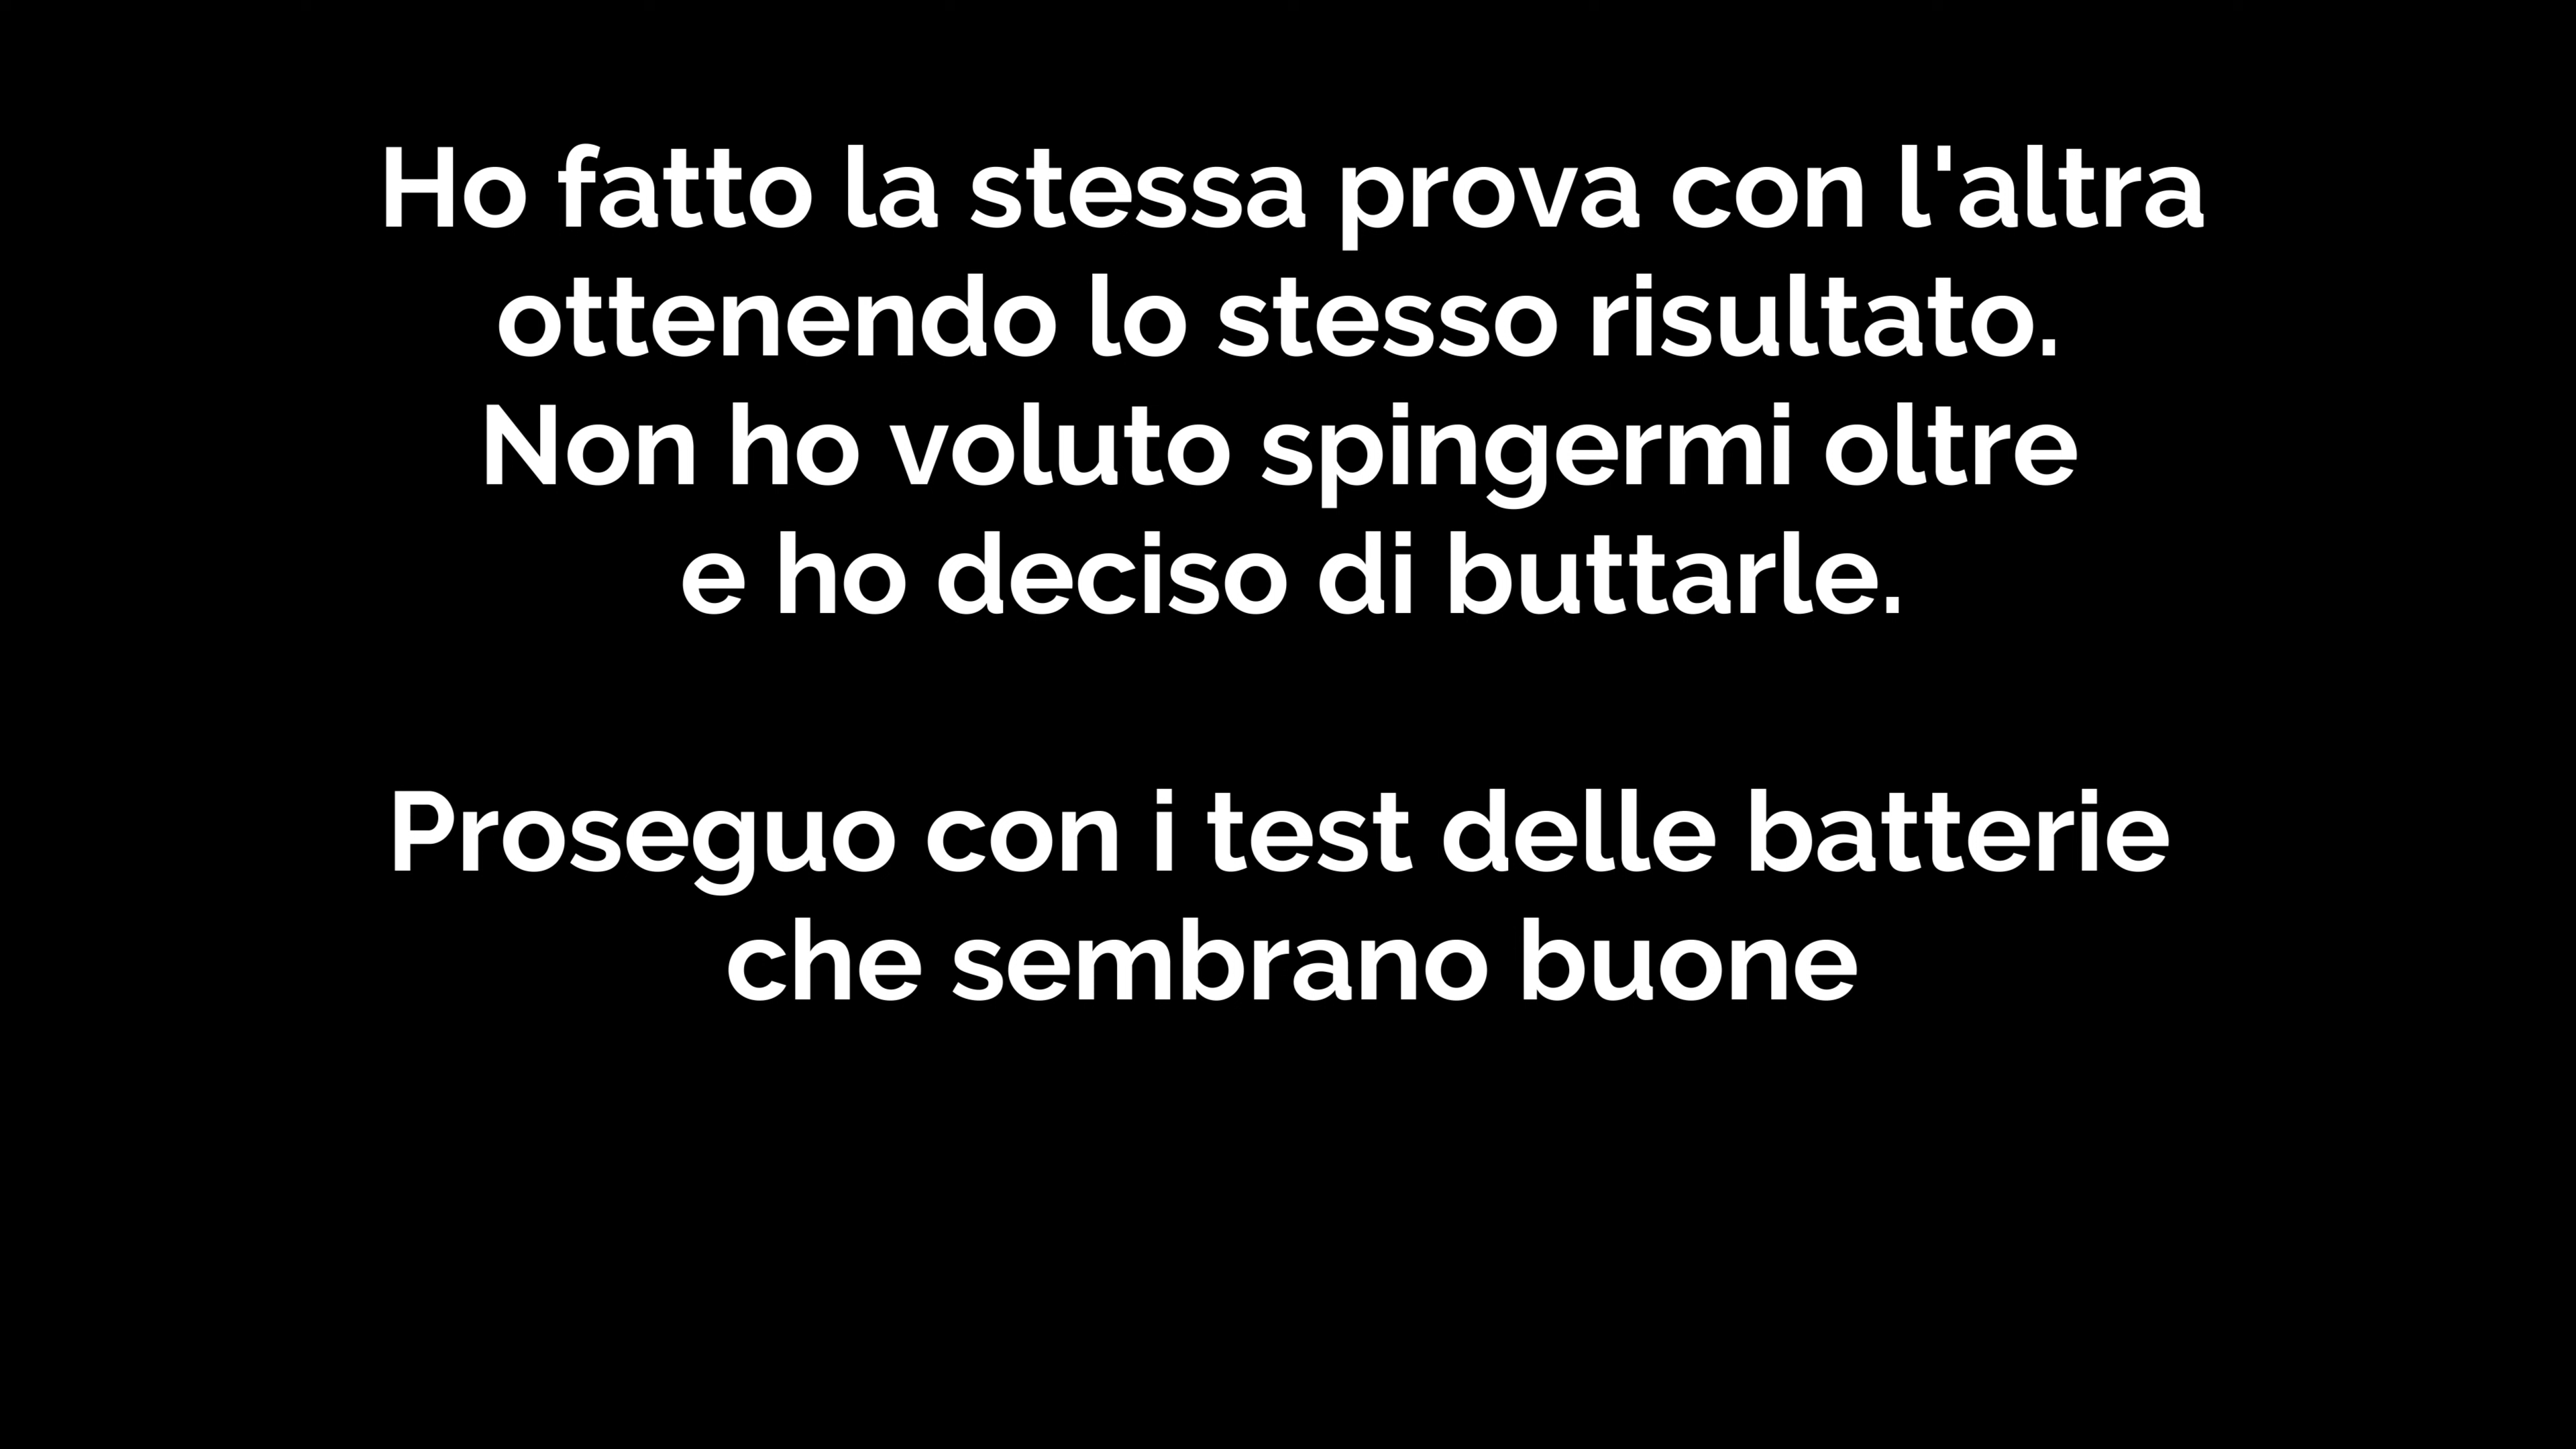 Ho fatto la stessa prova con l'altra
ottenendo lo stesso risultato.
Non ho voluto spingermi oltre
e ho deciso di buttarle.
Proseguo con i test delle batterie
che sembrano buone